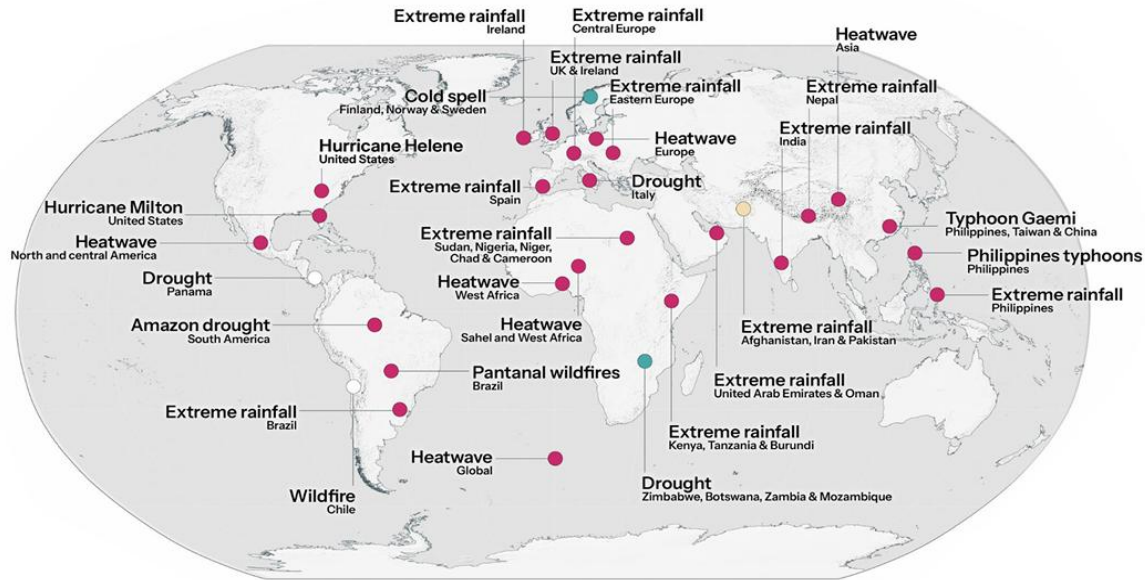 Extreme rainfall
Ireland
Extreme rainfall
Central Europe
Heatwave
Asia
Extreme rainfall
UK & Ireland
Cold spell
Finland, Norway & Sweden
Extreme rainfall
Eastern Europe
Extreme rainfall
Nepal
Hurricane Helene
United States
Heatwave
Europe
Extreme rainfall
India
Extreme rainfall
Spain
Drought
Italy
Hurricane Milton
United States
Typhoon Gaemi
Philippines, Taiwan & China
Heatwave
North and central America
Extreme rainfall
Sudan, Nigeria, Niger,
Chad & Cameroon
Philippines typhoons
Philippines
Drought
Panama
Heatwave
West Africa
Extreme rainfall
Philippines
Amazon drought
South America
Heatwave
Sahel and West Africa
Extreme rainfall
Afghanistan, Iran & Pakistan
Pantanal wildfires
Brazil
Extreme rainfall
United Arab Emirates & Oman
Extreme rainfall
Brazil
Extreme rainfall
Kenya, Tanzania & Burundi
Heatwave
Global
Drought
Zimbabwe, Botswana, Zambia & Mozambique
Wildfire
Chile